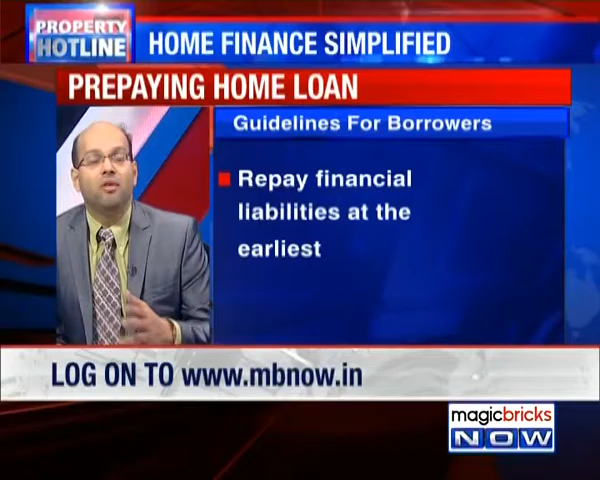 PROPERTY
HOTLINE
HOME FINANCE SIMPLIFIED
PREPAYING HOME LOAN
Guidelines For Borrowers
Repay financial
liabilities at the
earliest
LOG ON TO www.mbnow.in
magicbricks
NOW